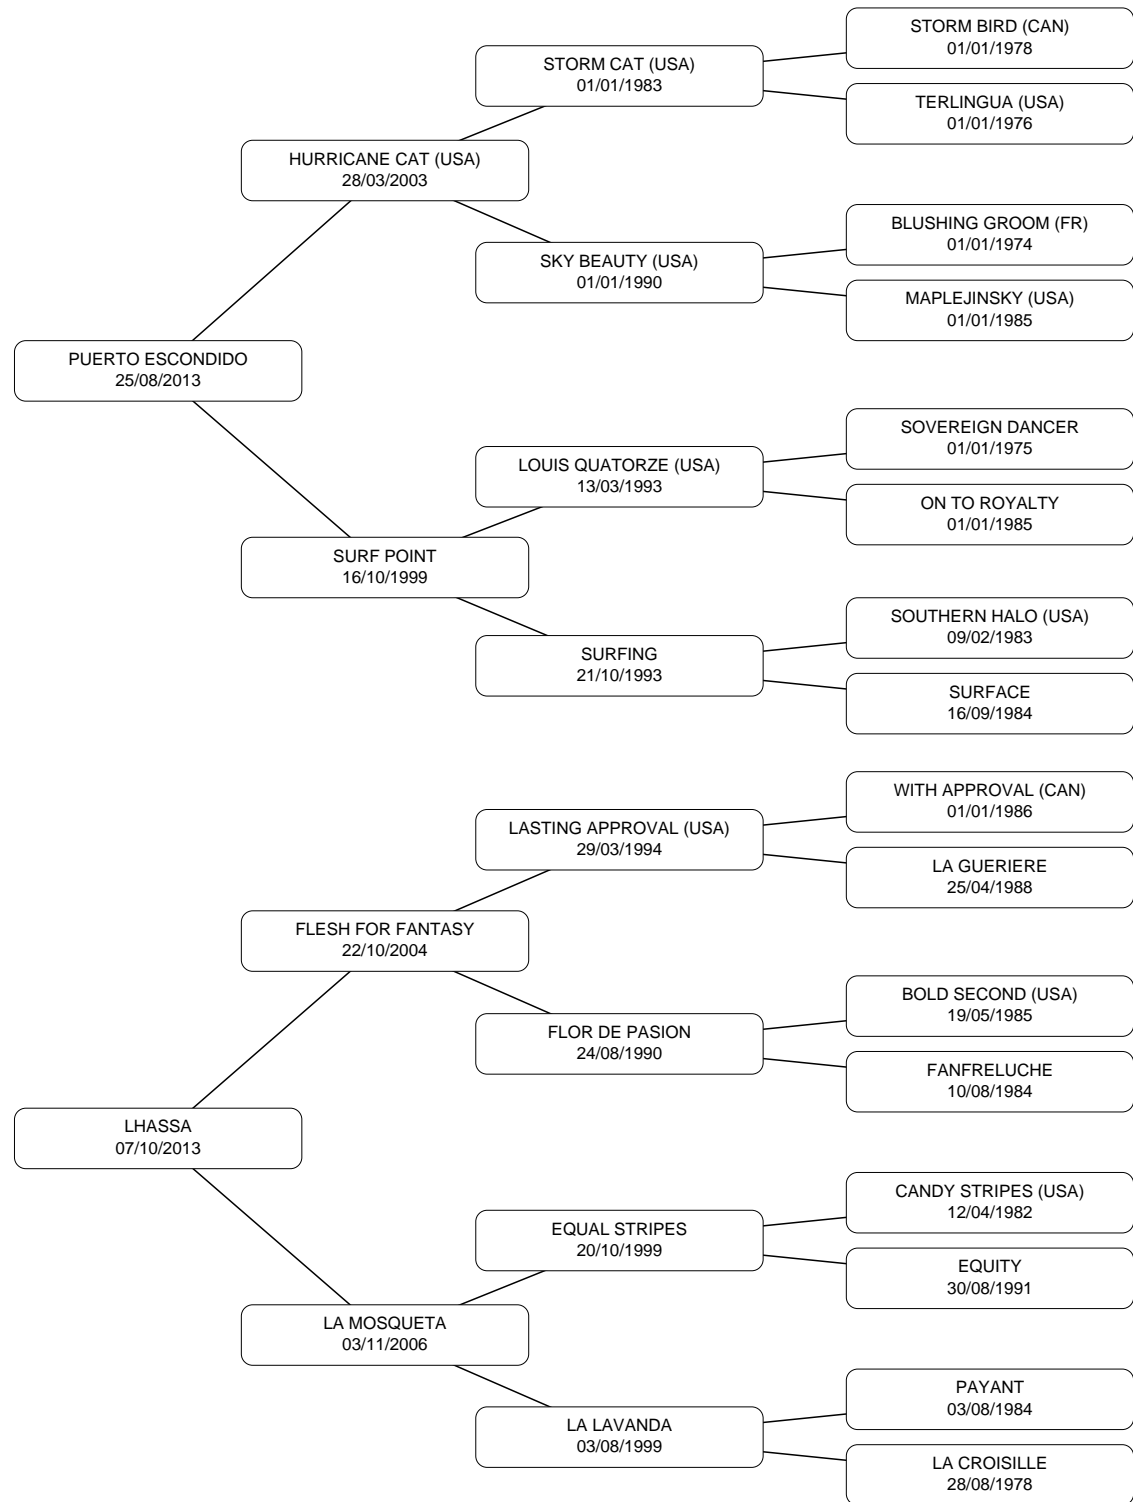 STORM BIRD (CAN)
01/01/1978
STORM CAT (USA)
01/01/1983
TERLINGUA (USA)
01/01/1976
HURRICANE CAT (USA)
28/03/2003
BLUSHING GROOM (FR)
01/01/1974
SKY BEAUTY (USA)
01/01/1990
MAPLEJINSKY (USA)
01/01/1985
PUERTO ESCONDIDO
25/08/2013
SOVEREIGN DANCER
01/01/1975
LOUIS QUATORZE (USA)
13/03/1993
ON TO ROYALTY
01/01/1985
SURF POINT
16/10/1999
SOUTHERN HALO (USA)
09/02/1983
SURFING
21/10/1993
SURFACE
16/09/1984
WITH APPROVAL (CAN)
01/01/1986
LASTING APPROVAL (USA)
29/03/1994
LA GUERIERE
25/04/1988
FLESH FOR FANTASY
22/10/2004
BOLD SECOND (USA)
19/05/1985
FLOR DE PASION
24/08/1990
FANFRELUCHE
10/08/1984
LHASSA
07/10/2013
CANDY STRIPES (USA)
12/04/1982
EQUAL STRIPES
20/10/1999
EQUITY
30/08/1991
LA MOSQUETA
03/11/2006
PAYANT
03/08/1984
LA LAVANDA
03/08/1999
LA CROISILLE
28/08/1978